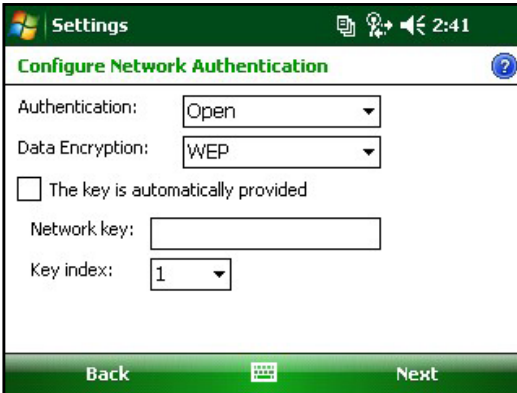 Settings 2:41
Configure Network Authentication ?
Authentication: Open
Data Encryption: WEP
The key is automatically provided
Network key:
Key index: 1
Back Next